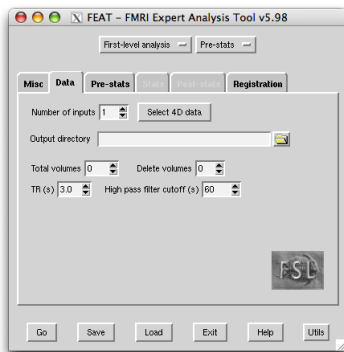 FEAT - FMRI Expert Analysis Tool v5.98
First-level analysis Pre-stats
Misc Data Pre-stats Stats Post-stats Registration
Number of inputs 1 Select 4D data
Output directory
Total volumes 0 Delete volumes 0
TR (s) 3.0 High pass filter cutoff (s) 60
FSL
Go Save Load Exit Help Utils